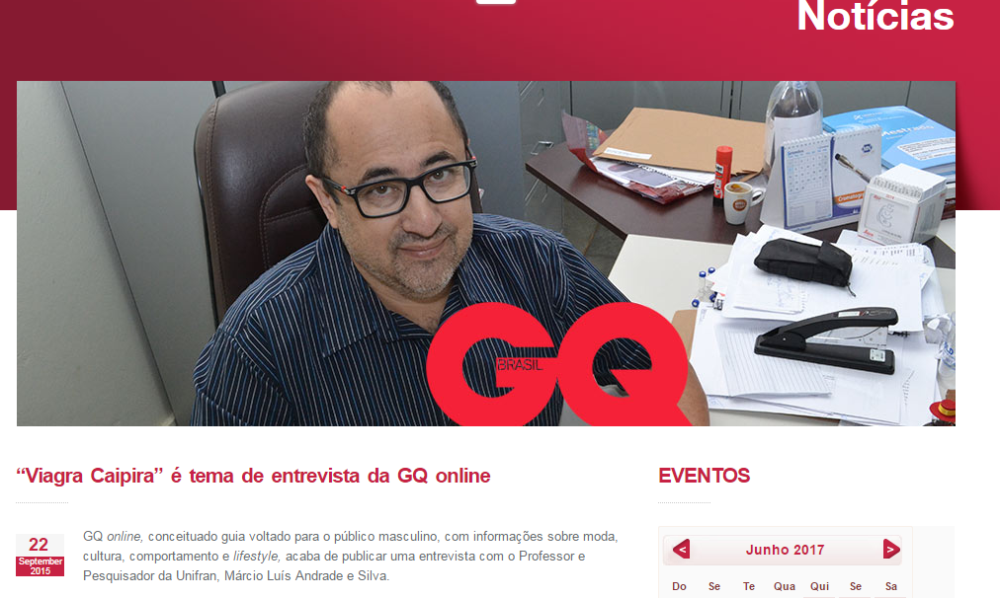 Notícias
GQ
BRASIL
“Viagra Caipira” é tema de entrevista da GQ online
22
September
2015
GQ online, conceituado guia voltado para o público masculino, com informações sobre moda,
cultura, comportamento e lifestyle, acaba de publicar uma entrevista com o Professor e
Pesquisador da Unifran, Márcio Luís Andrade e Silva.
EVENTOS
< Junho 2017 >
Do Se Te Qua Qui Se Sa